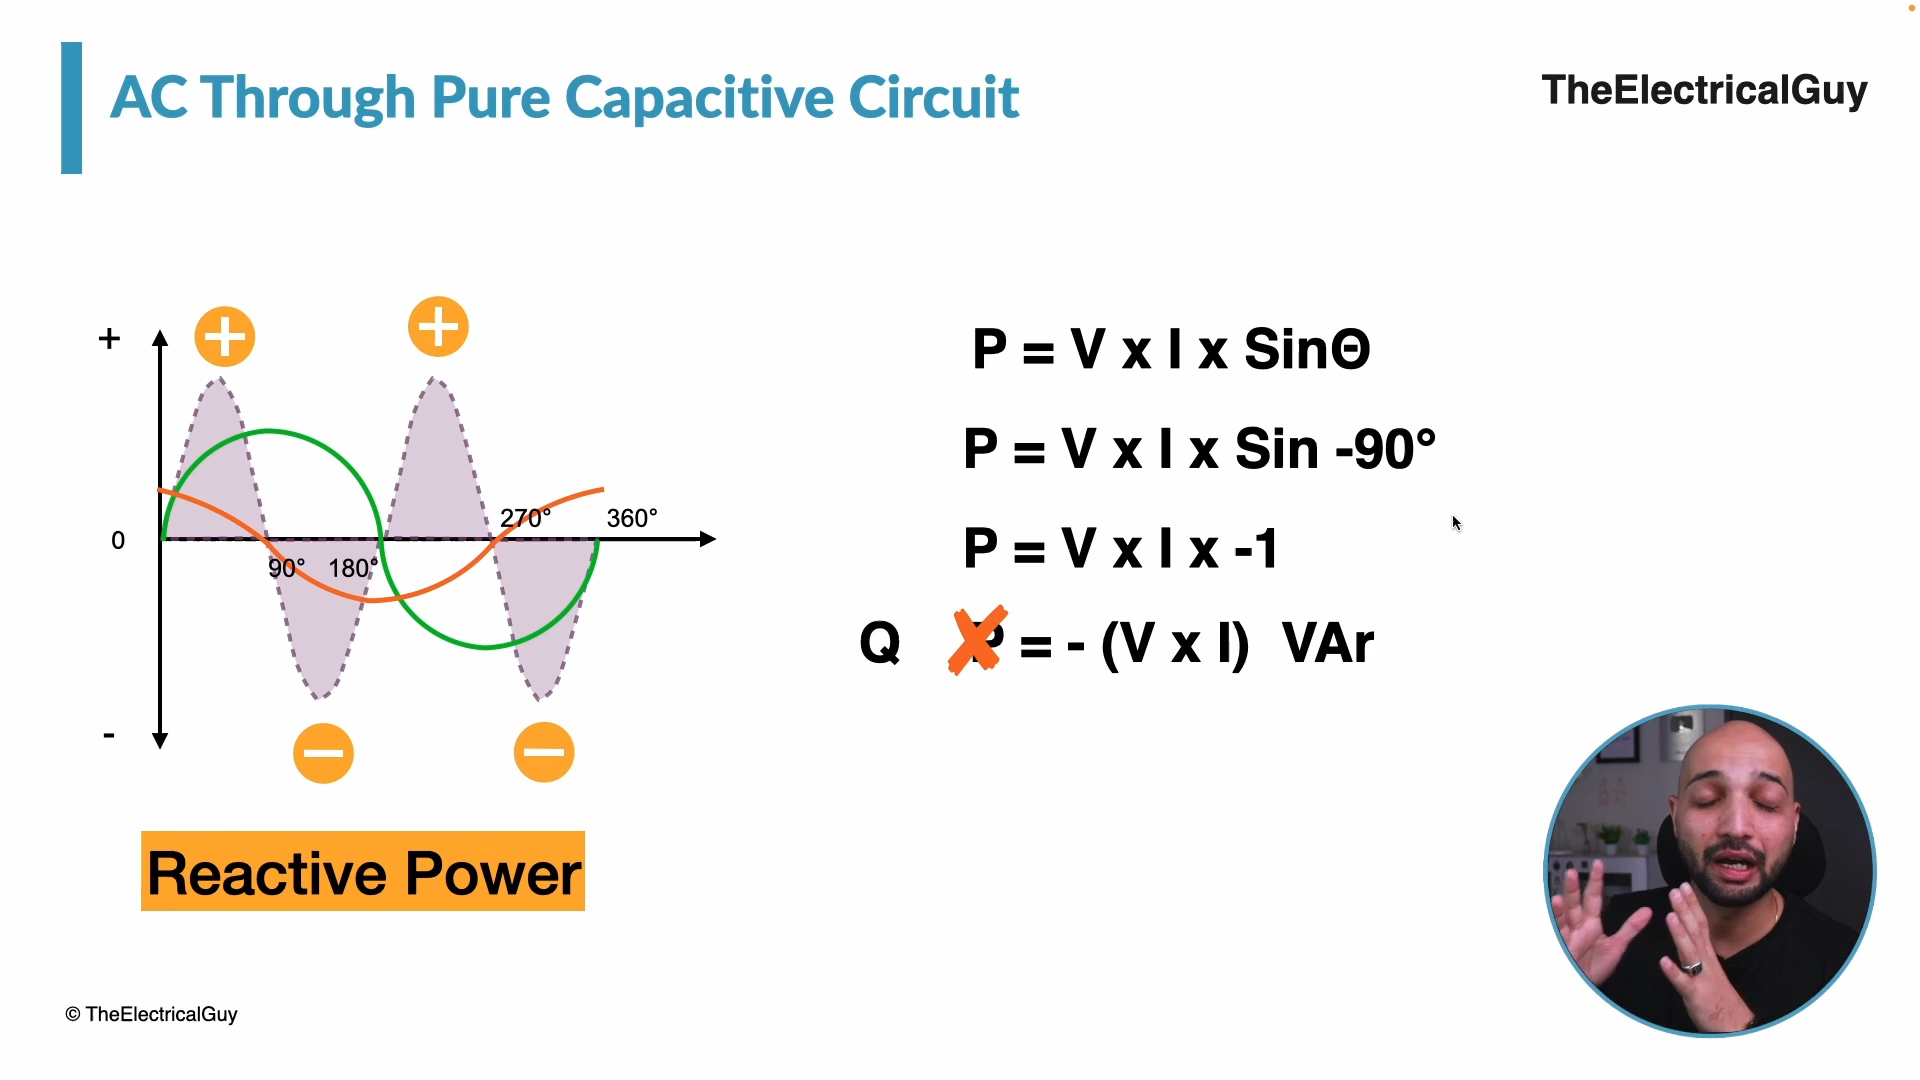 AC Through Pure Capacitive Circuit
TheElectricalGuy
+
0
-
90°
180°
270°
360°
P = V x I x SinΘ
P = V x I x Sin -90°
P = V x I x -1
Q P = - (V x I) VAr
Reactive Power
© TheElectricalGuy